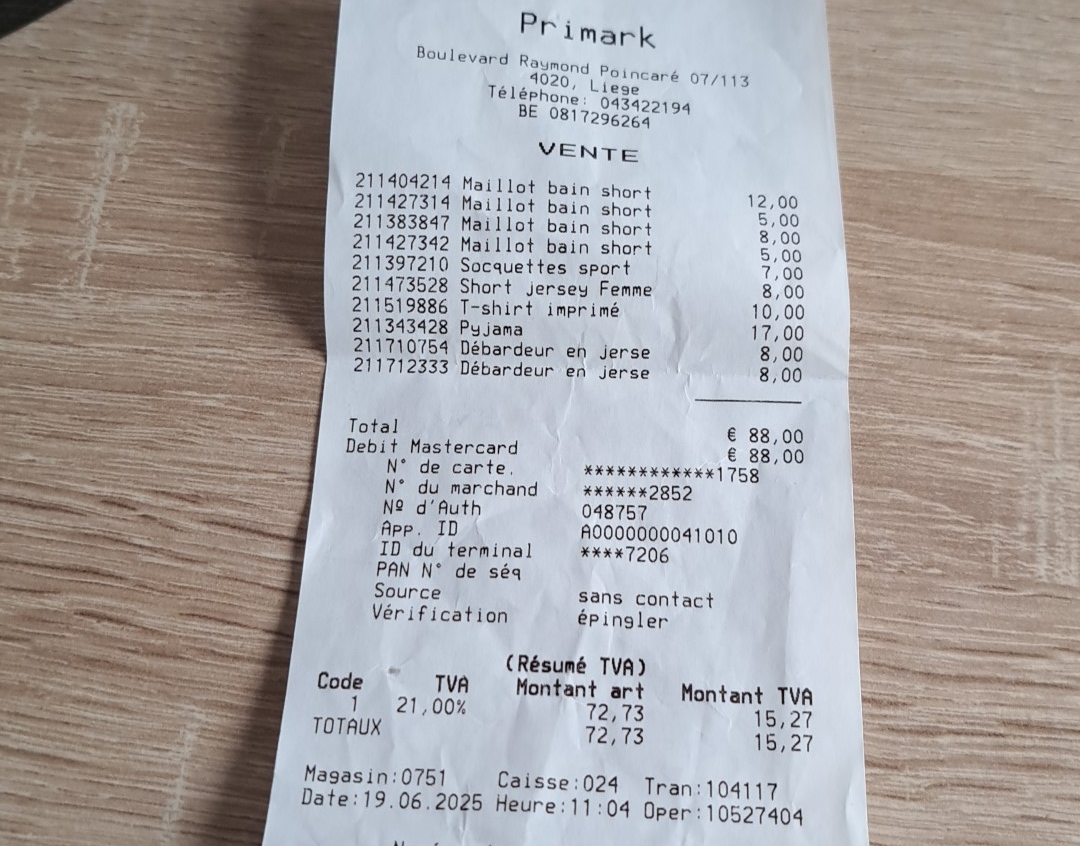 Primark
Boulevard Raymond Poincaré 07/113
4020, Liege
Téléphone: 043422194
BE 0817296264
VENTE
211404214 Maillot bain short 12,00
211427314 Maillot bain short 5,00
211383847 Maillot bain short 8,00
211427342 Maillot bain short 5,00
211397210 Socquettes sport 7,00
211473528 Short jersey Femme 8,00
211519886 T-shirt imprimé 10,00
211343428 Pyjama 17,00
211710754 Débardeur en jerse 8,00
211712333 Débardeur en jerse 8,00
Total € 88,00
Debit Mastercard € 88,00
N° de carte. ************1758
N° du marchand ******2852
Nº d'Auth 048757
App. ID A0000000041010
ID du terminal ****7206
PAN N° de séq
Source sans contact
Vérification épingler
(Résumé TVA)
Code TVA Montant art Montant TVA
1 21,00% 72,73 15,27
TOTAUX 72,73 15,27
Magasin:0751 Caisse:024 Tran:104117
Date:19.06.2025 Heure:11:04 Oper:10527404